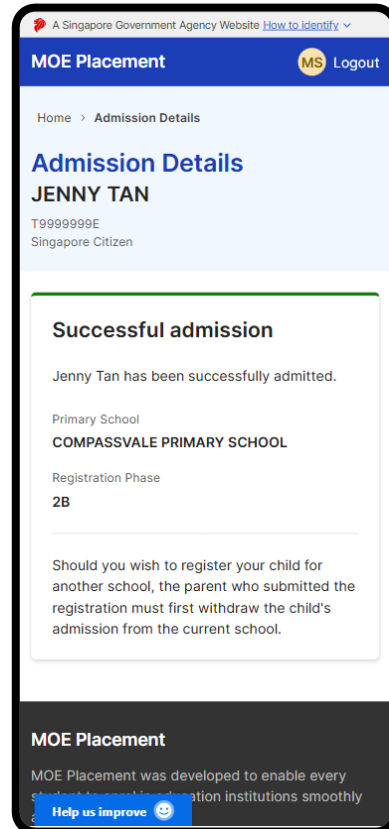 A Singapore Government Agency Website How to identify
MOE Placement
MS Logout
Home > Admission Details
Admission Details
JENNY TAN
T9999999E
Singapore Citizen
Successful admission
Jenny Tan has been successfully admitted.
Primary School
COMPASSVALE PRIMARY SCHOOL
Registration Phase
2B
Should you wish to register your child for
another school, the parent who submitted the
registration must first withdraw the child's
admission from the current school.
MOE Placement
MOE Placement was developed to enable every
institutions smoothly
Help us improve